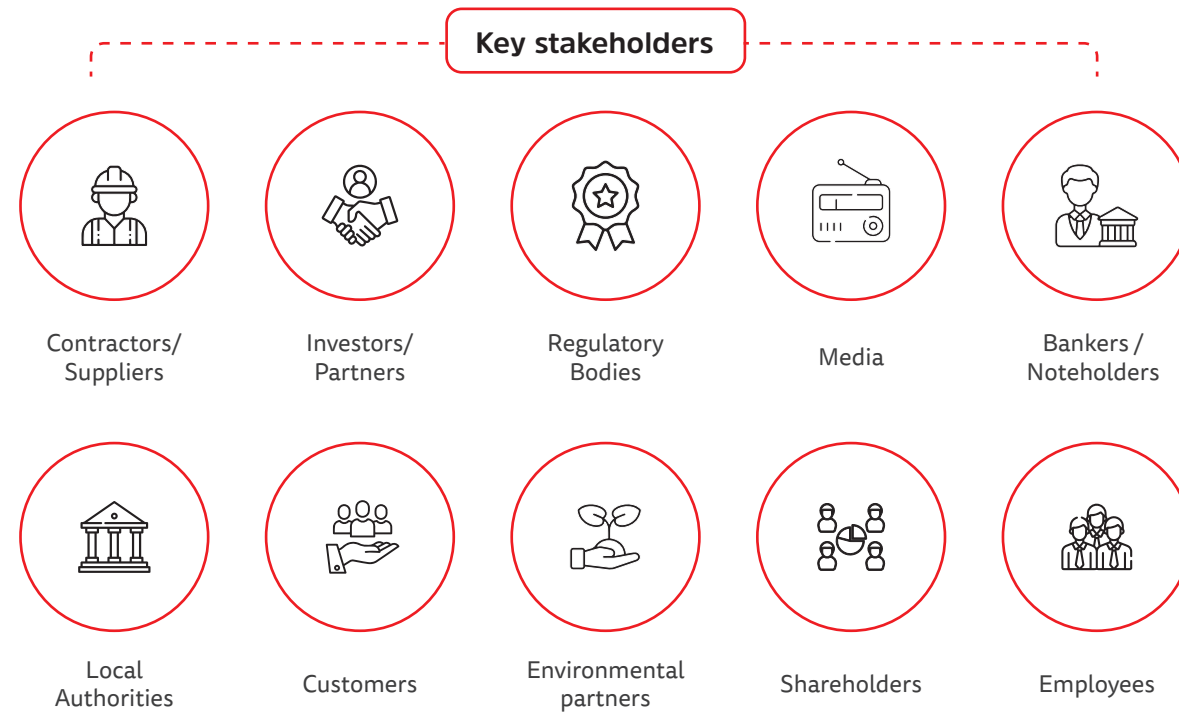 Key stakeholders
Contractors/
Suppliers
Investors/
Partners
Regulatory
Bodies
Media
Bankers /
Noteholders
Local
Authorities
Customers
Environmental
partners
Shareholders
Employees